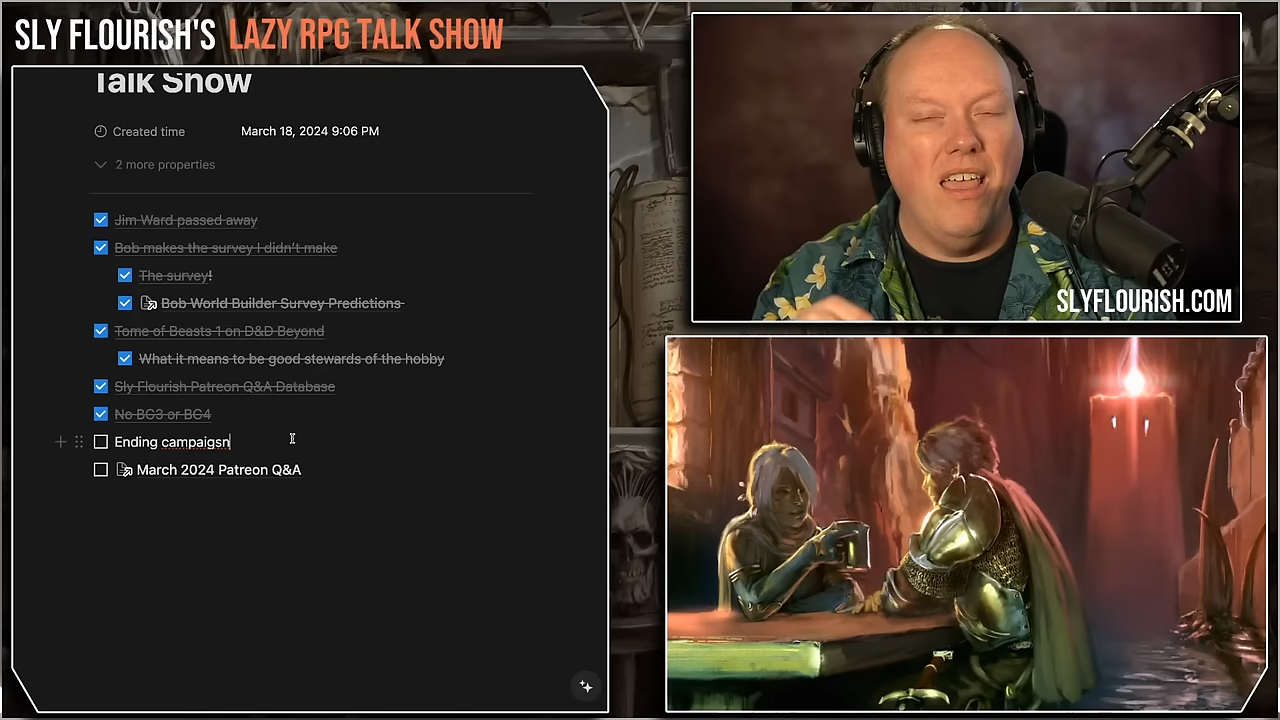 SLY FLOURISH'S LAZY RPG TALK SHOW
Talk Show
Created time March 18, 2024 9:06 PM
2 more properties
Jim Ward passed away
Bob makes the survey I didn't make
The survey!
Bob World Builder Survey Predictions
Tome of Beasts 1 on D&D Beyond
What it means to be good stewards of the hobby
Sly Flourish Patreon Q&A Database
No BG3 or BG4
Ending campaigsn
March 2024 Patreon Q&A
SLYFLOURISH.COM